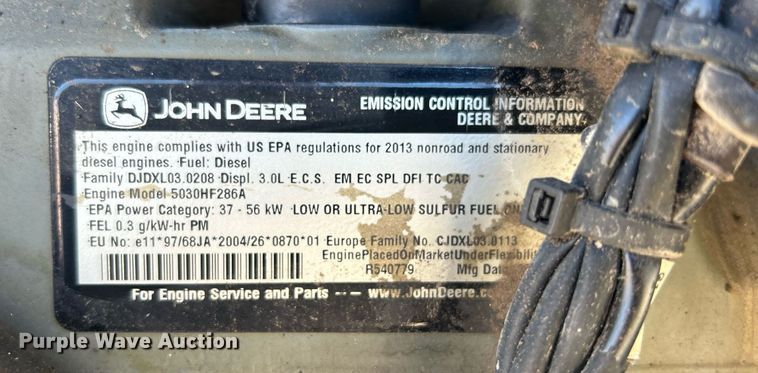 JOHN DEERE
EMISSION CONTROL INFORMATION
DEERE & COMPANY
This engine complies with US EPA regulations for 2013 nonroad and stationary
diesel engines. Fuel: Diesel
Family DJDXL03.0208 Displ. 3.0L E.C.S. EM EC SPL DFI TC CAC
Engine Model 5030HF286A
EPA Power Category: 37 - 56 kW LOW OR ULTRA-LOW SULFUR FUEL
FEL 0.3 g/kW-hr PM
EU No: e11*97/68JA*2004/26*0870*01 Europe Family No. CJDXL03.0113
EnginePlacedOnMarketUnderFlexibili
R540779 Mfg Dat
For Engine Service and Parts --- www.JohnDeere.c
Purple Wave Auction